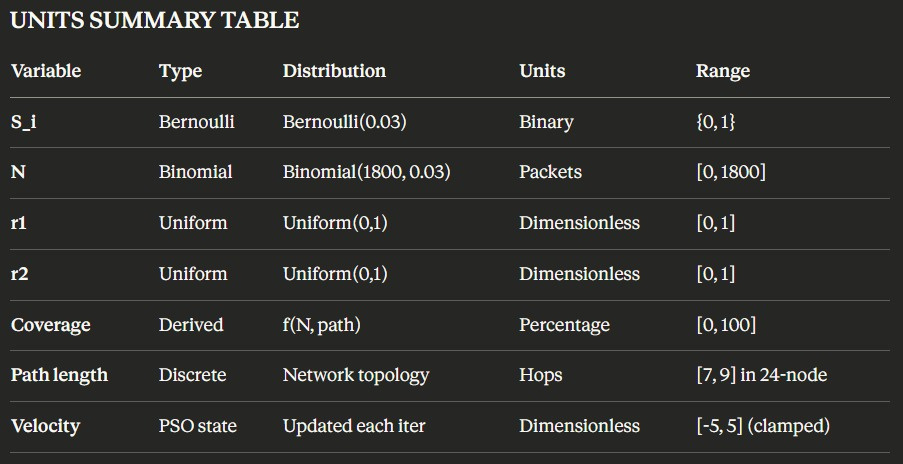 UNITS SUMMARY TABLE
Variable Type Distribution Units Range
S_i Bernoulli Bernoulli(0.03) Binary {0, 1}
N Binomial Binomial(1800, 0.03) Packets [0, 1800]
r1 Uniform Uniform(0,1) Dimensionless [0, 1]
r2 Uniform Uniform(0,1) Dimensionless [0, 1]
Coverage Derived f(N, path) Percentage [0, 100]
Path length Discrete Network topology Hops [7, 9] in 24-node
Velocity PSO state Updated each iter Dimensionless [-5, 5] (clamped)